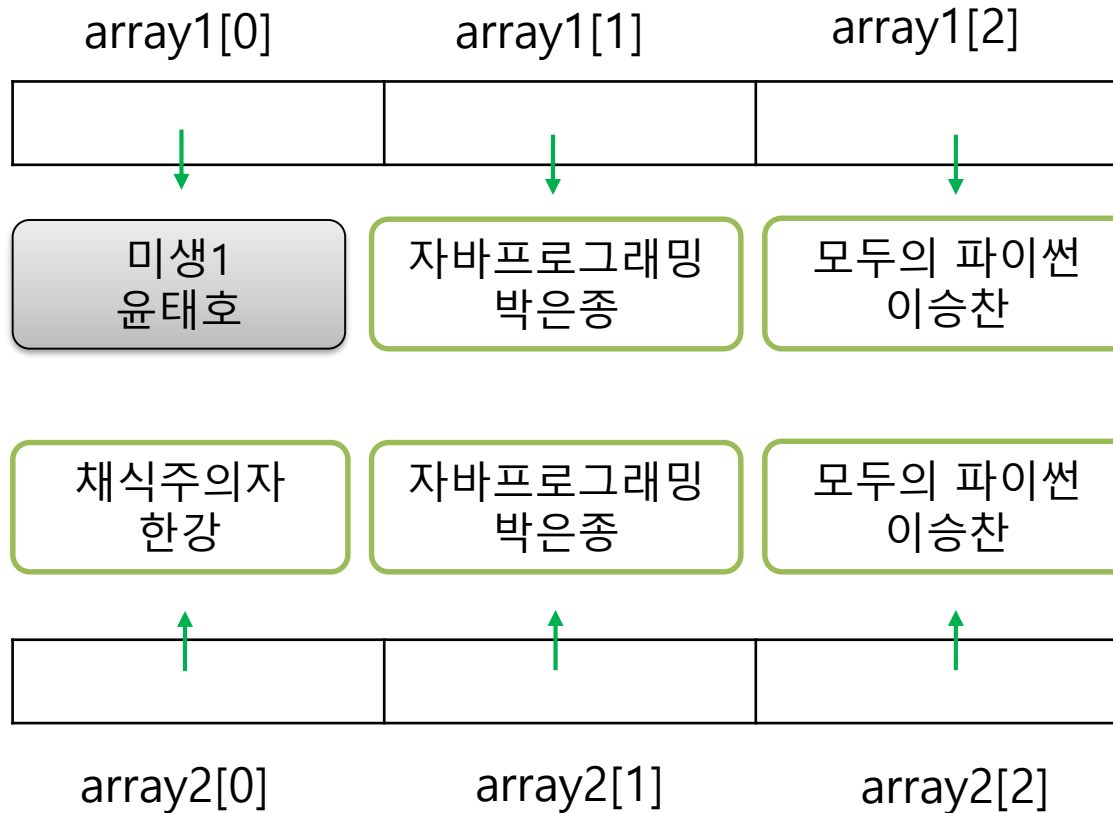 array1[0] array1[1] array1[2]
미생1
윤태호
자바프로그래밍
박은종
모두의 파이썬
이승찬
채식주의자
한강
자바프로그래밍
박은종
모두의 파이썬
이승찬
array2[0] array2[1] array2[2]